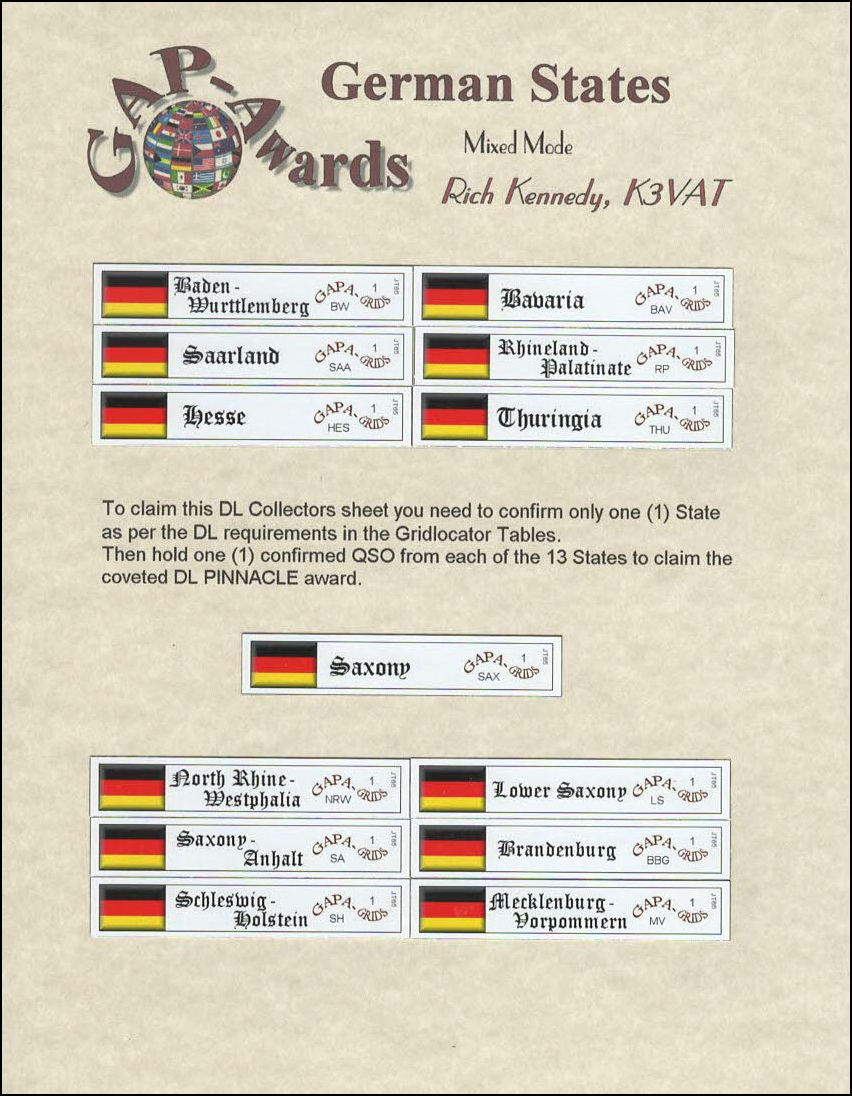 GAP-Awards
German States
Mixed Mode
Rich Kennedy, K3VAT
Baden-
Wurttlemberg
GAPA-GRIDS
1
BW
JT65
Bavaria
GAPA-GRIDS
1
BAV
JT65
Saarland
GAPA-GRIDS
1
SAA
JT65
Rhineland-
Palatinate
GAPA-GRIDS
1
RP
JT65
Hesse
GAPA-GRIDS
1
HES
JT65
Thuringia
GAPA-GRIDS
1
THU
JT65
To claim this DL Collectors sheet you need to confirm only one (1) State
as per the DL requirements in the Gridlocator Tables.
Then hold one (1) confirmed QSO from each of the 13 States to claim the
coveted DL PINNACLE award.
Saxony
GAPA-GRIDS
1
SAX
JT65
North Rhine-
Westphalia
GAPA-GRIDS
1
NRW
JT65
Lower Saxony
GAPA-GRIDS
1
LS
JT65
Saxony-
Anhalt
GAPA-GRIDS
1
SA
JT65
Brandenburg
GAPA-GRIDS
1
BBG
JT65
Schleswig-
Holstein
GAPA-GRIDS
1
SH
JT65
Mecklenburg-
Vorpommern
GAPA-GRIDS
1
MV
JT65